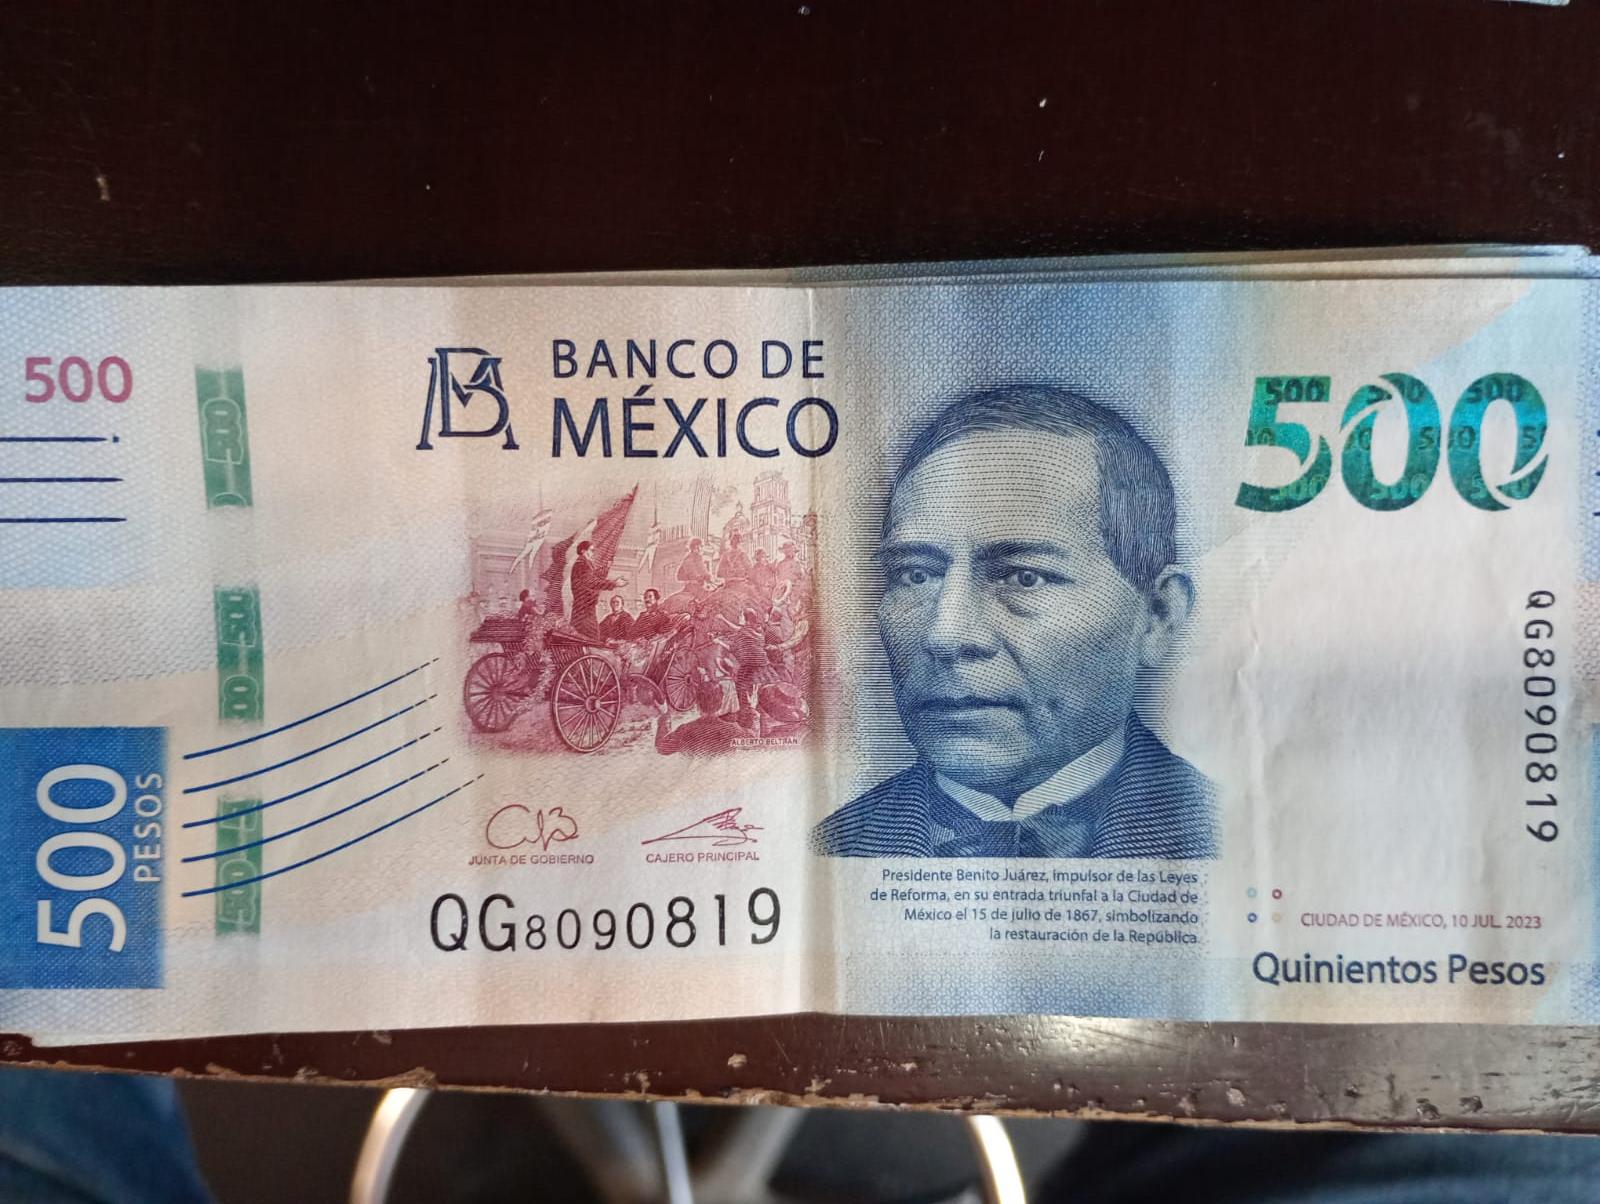 500
BM
BANCO DE
MÉXICO
500
500
PESOS
ALBERTO BELTRÁN
JUNTA DE GOBIERNO
CAJERO PRINCIPAL
QG8090819
Presidente Benito Juárez, impulsor de las Leyes
de Reforma, en su entrada triunfal a la Ciudad de
México el 15 de julio de 1867, simbolizando
la restauración de la República
QG8090819
CIUDAD DE MÉXICO, 10 JUL. 2023
Quinientos Pesos